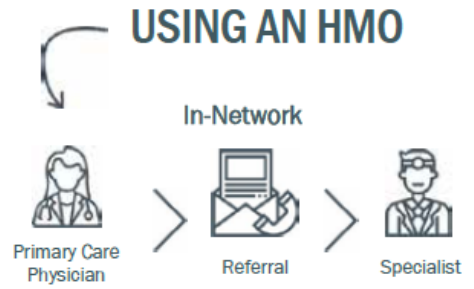 USING AN HMO
In-Network
Primary Care
Physician
Referral
Specialist